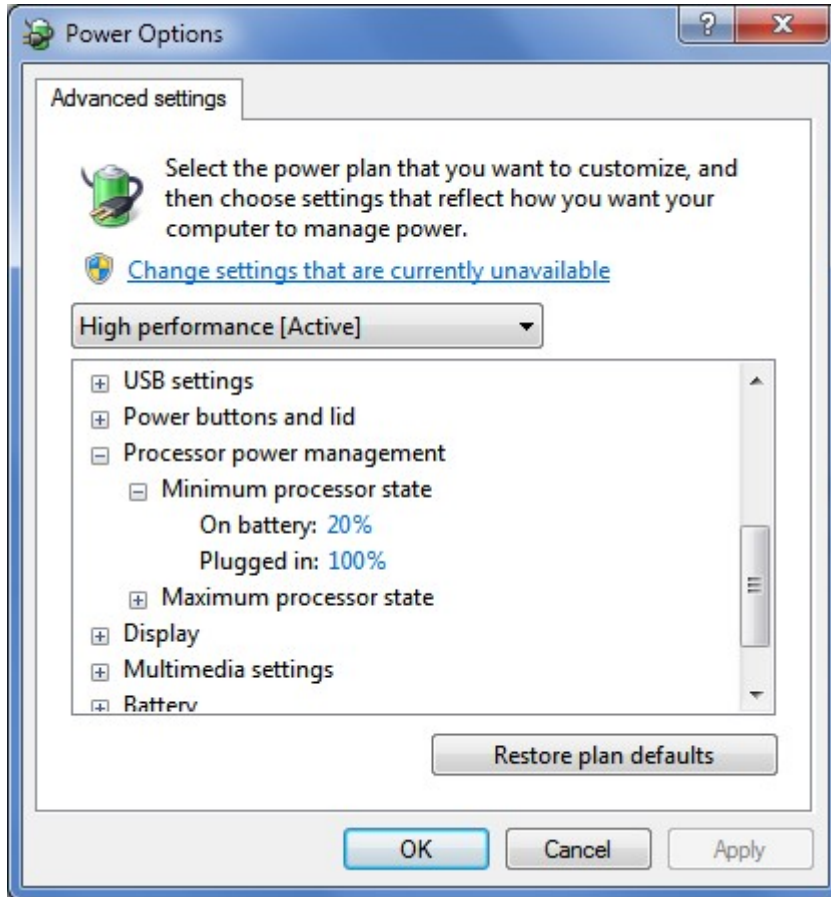 Power Options
?
Advanced settings
Select the power plan that you want to customize, and
then choose settings that reflect how you want your
computer to manage power.
Change settings that are currently unavailable
High performance [Active]
USB settings
Power buttons and lid
Processor power management
Minimum processor state
On battery: 20%
Plugged in: 100%
Maximum processor state
Display
Multimedia settings
Battery
Restore plan defaults
OK
Cancel
Apply